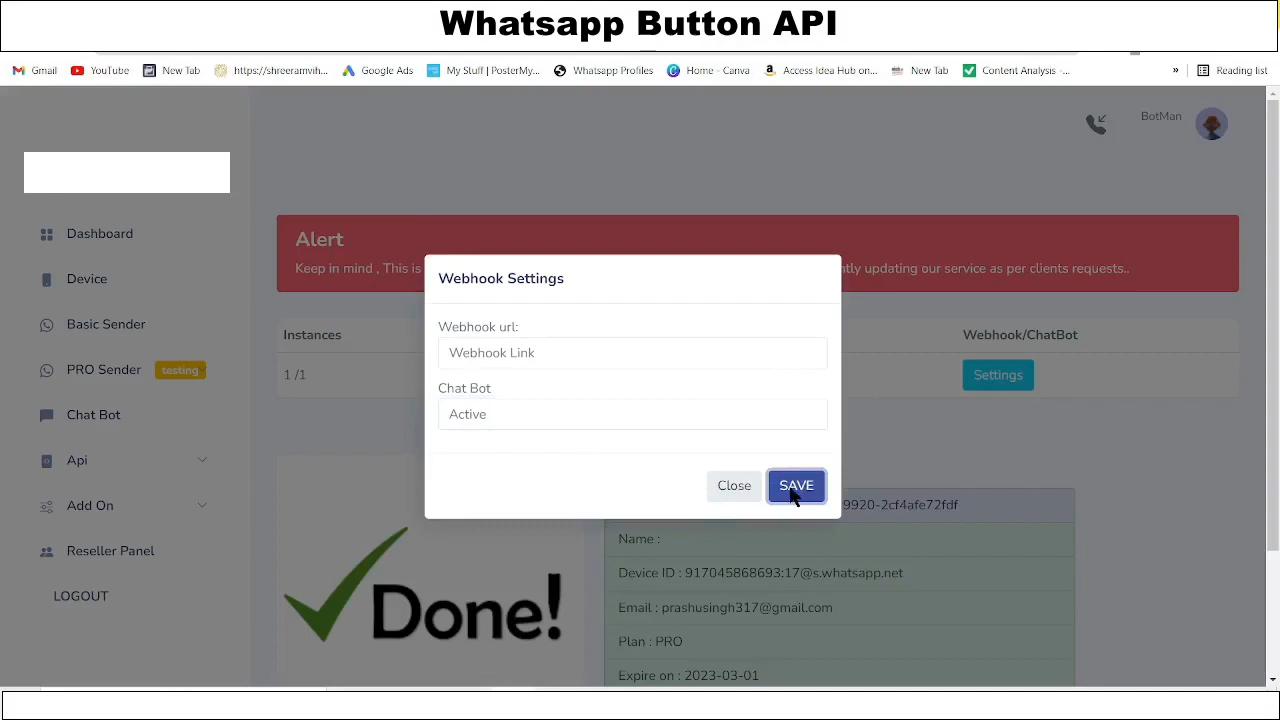 Whatsapp Button API
Gmail YouTube New Tab https://shreeramvih... Google Ads My Stuff | PosterMy... Whatsapp Profiles Home - Canva Access Idea Hub on... New Tab Content Analysis -... » Reading list
BotMan
Dashboard
Device
Basic Sender
PRO Sender testing
Chat Bot
Api
Add On
Reseller Panel
LOGOUT
Alert
Keep in mind , This is
ntly updating our service as per clients requests..
Instances
Webhook/ChatBot
1 /1
Settings
Webhook Settings
Webhook url:
Webhook Link
Chat Bot
Active
Close SAVE
Done!
9920-2cf4afe72fdf
Name :
Device ID : 917045868693:17@s.whatsapp.net
Email : prashusingh317@gmail.com
Plan : PRO
Expire on : 2023-03-01